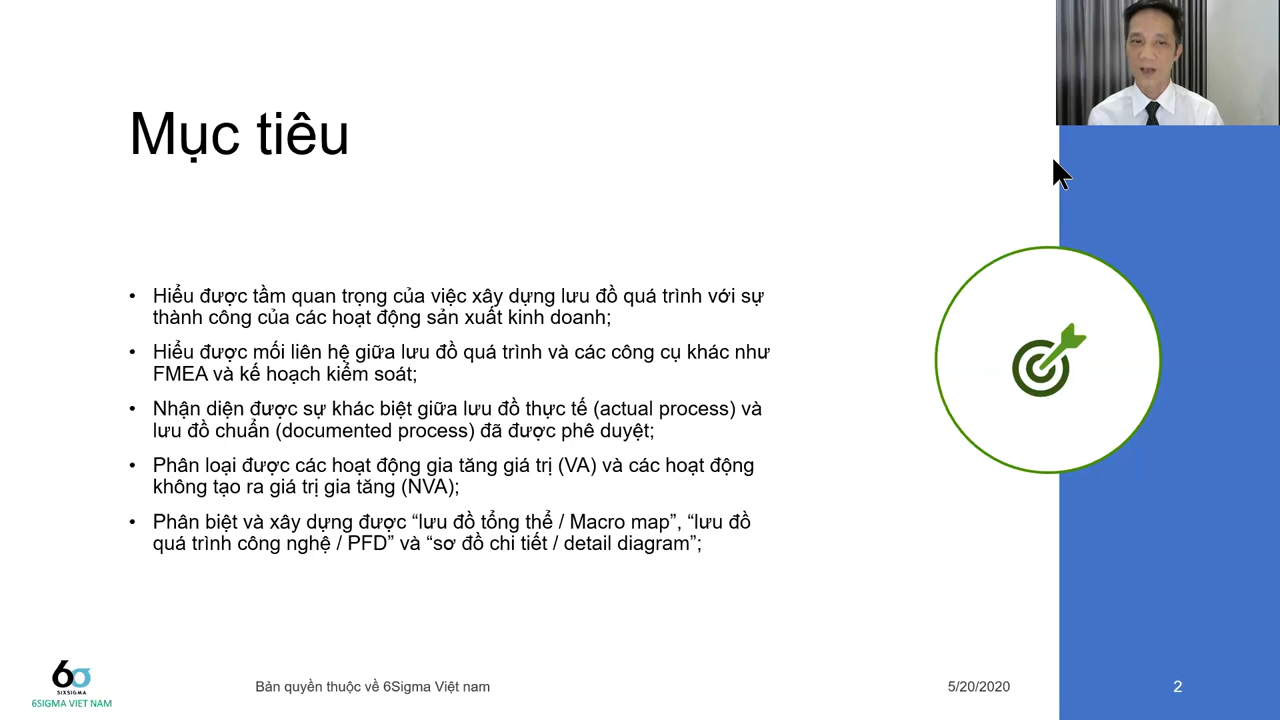 Mục tiêu
• Hiểu được tầm quan trọng của việc xây dựng lưu đồ quá trình với sự
thành công của các hoạt động sản xuất kinh doanh;
• Hiểu được mối liên hệ giữa lưu đồ quá trình và các công cụ khác như
FMEA và kế hoạch kiểm soát;
• Nhận diện được sự khác biệt giữa lưu đồ thực tế (actual process) và
lưu đồ chuẩn (documented process) đã được phê duyệt;
• Phân loại được các hoạt động gia tăng giá trị (VA) và các hoạt động
không tạo ra giá trị gia tăng (NVA);
• Phân biệt và xây dựng được “lưu đồ tổng thể / Macro map”, “lưu đồ
quá trình công nghệ / PFD” và “sơ đồ chi tiết / detail diagram”;
6σ
SIXSIGMA
6SIGMA VIET NAM
Bản quyền thuộc về 6Sigma Việt nam
5/20/2020
2